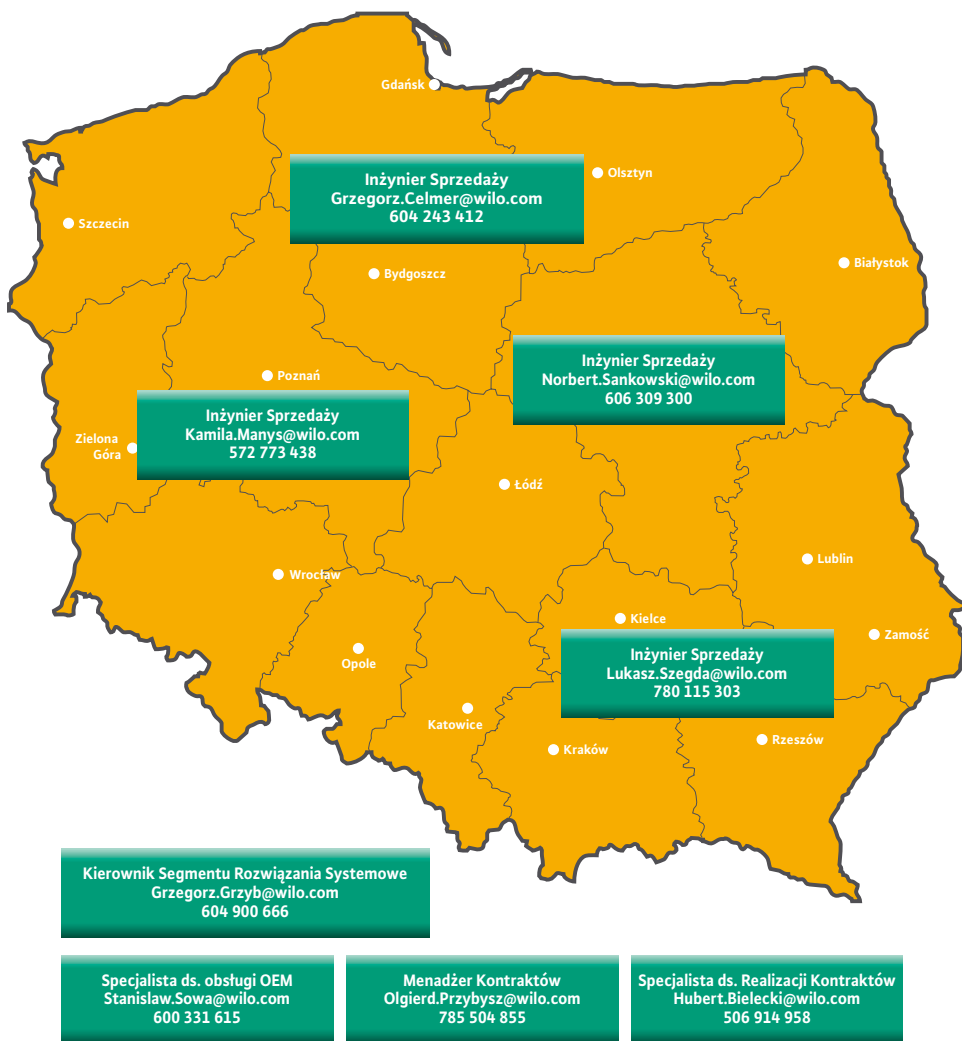 Gdańsk
Inżynier Sprzedaży
Grzegorz.Celmer@wilo.com
604 243 412
Olsztyn
Szczecin
Bydgoszcz
Białystok
Inżynier Sprzedaży
Norbert.Sankowski@wilo.com
606 309 300
Poznań
Inżynier Sprzedaży
Kamila.Manys@wilo.com
572 773 438
Zielona
Góra
Łódź
Wrocław
Lublin
Kielce
Zamość
Inżynier Sprzedaży
Lukasz.Szegda@wilo.com
780 115 303
Opole
Katowice
Kraków
Rzeszów
Kierownik Segmentu Rozwiązania Systemowe
Grzegorz.Grzyb@wilo.com
604 900 666
Specjalista ds. obsługi OEM
Stanislaw.Sowa@wilo.com
600 331 615
Menadżer Kontraktów
Olgierd.Przybysz@wilo.com
785 504 855
Specjalista ds. Realizacji Kontraktów
Hubert.Bielecki@wilo.com
506 914 958